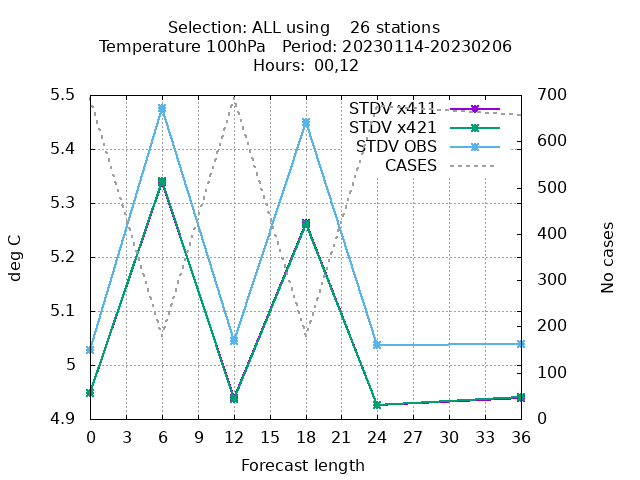 Selection: ALL using    26 stations
Temperature 100hPa   Period: 20230114-20230206
Hours:  00,12
5.5
5.4
5.3
5.2
5.1
5
4.9
deg C
STDV x411
STDV x421
STDV OBS
CASES
700
600
500
400
300
200
100
0
No cases
0 3 6 9 12 15 18 21 24 27 30 33 36
Forecast length